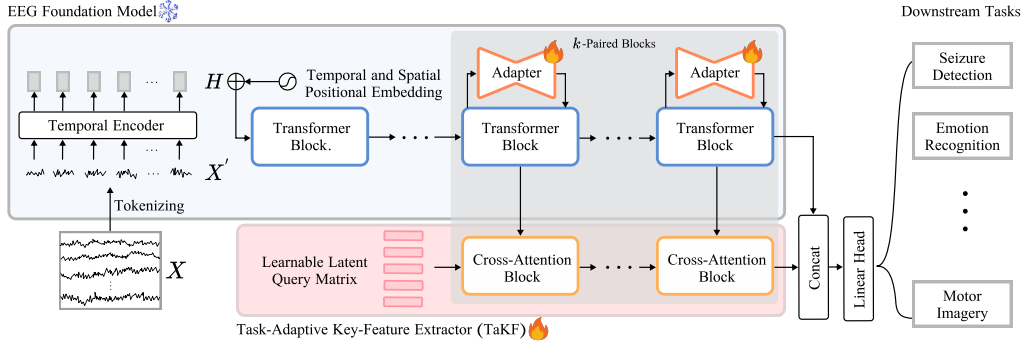 EEG Foundation Model
Downstream Tasks
k-Paired Blocks
Adapter
Adapter
Seizure
Detection
H
Temporal and Spatial
Positional Embedding
Temporal Encoder
Transformer
Block.
Transformer
Block
Transformer
Block
Emotion
Recognition
X'
Tokenizing
X
Learnable Latent
Query Matrix
Cross-Attention
Block
Cross-Attention
Block
Concat
Linear Head
Motor
Imagery
Task-Adaptive Key-Feature Extractor (TaKF)